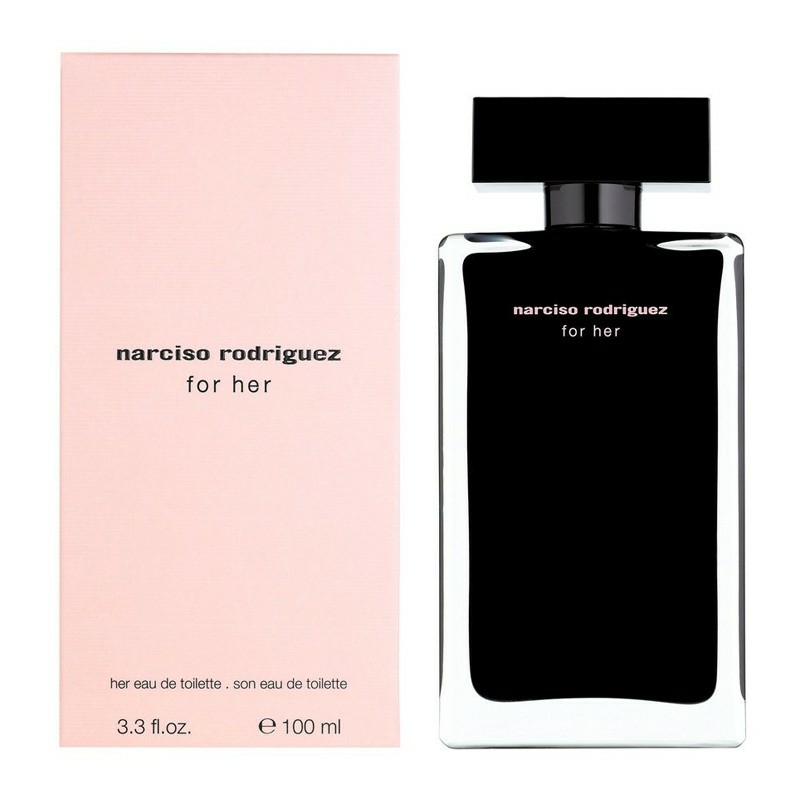 narciso rodriguez
for her
her eau de toilette . son eau de toilette
3.3 fl.oz. ℮ 100 ml
narciso rodriguez
for her